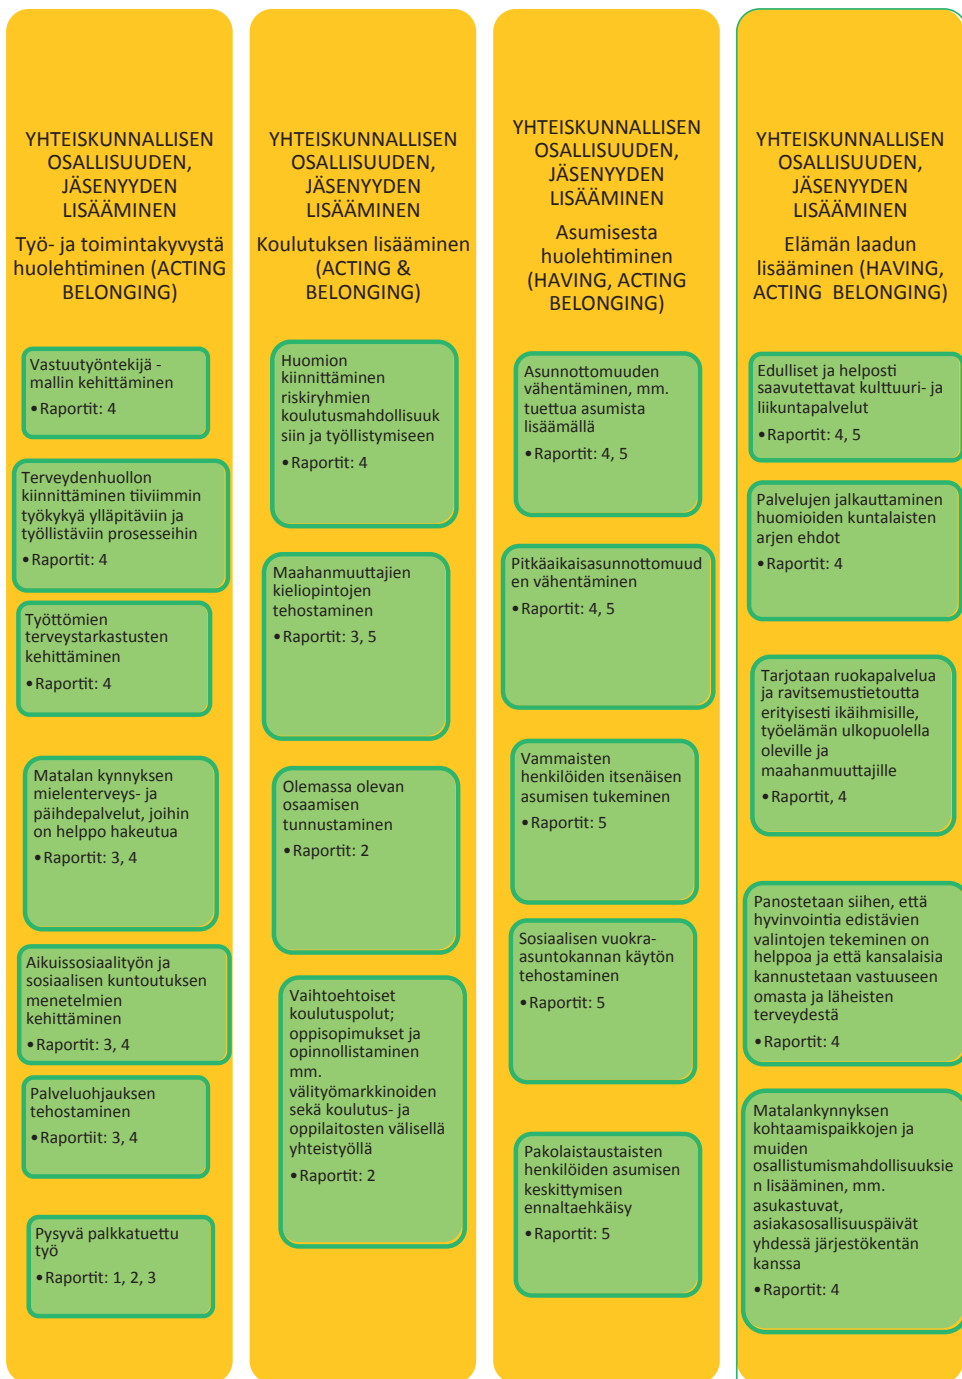 YHTEISKUNNALLISEN
OSALLISUUDEN,
JÄSENYYDEN
LISÄÄMINEN
Työ- ja toimintakyvystä
huolehtiminen (ACTING
BELONGING)
Vastuutyöntekijä -
mallin kehittäminen
•Raportit: 4
Terveydenhuollon
kiinnittäminen tiiviimmin
työkykyä ylläpitäviin ja
työllistäviin prosesseihin
•Raportit: 4
Työttömien
terveystarkastusten
kehittäminen
•Raportit: 4
Matalan kynnyksen
mielenterveys- ja
päihdepalvelut, joihin
on helppo hakeutua
•Raportit: 3, 4
Aikuissosiaalityön ja
sosiaalisen kuntoutuksen
menetelmien
kehittäminen
•Raportit: 3, 4
Palveluohjauksen
tehostaminen
•Raportiit: 3, 4
Pysyvä palkkatuettu
työ
•Raportit: 1, 2, 3
YHTEISKUNNALLISEN
OSALLISUUDEN,
JÄSENYYDEN
LISÄÄMINEN
Koulutuksen lisääminen
(ACTING &
BELONGING)
Huomion
kiinnittäminen
riskiryhmien
koulutusmahdollisuuk
siin ja työllistymiseen
•Raportit: 4
Maahanmuuttajien
kieliopintojen
tehostaminen
•Raportit: 3, 5
Olemassa olevan
osaamisen
tunnustaminen
•Raportit: 2
Vaihtoehtoiset
koulutuspolut;
oppisopimukset ja
opinnollistaminen
mm.
välityömarkkinoiden
sekä koulutus- ja
oppilaitosten välisellä
yhteistyöllä
•Raportit: 2
YHTEISKUNNALLISEN
OSALLISUUDEN,
JÄSENYYDEN
LISÄÄMINEN
Asumisesta
huolehtiminen
(HAVING, ACTING
BELONGING)
Asunnottomuuden
vähentäminen, mm.
tuettua asumista
lisäämällä
•Raportit: 4, 5
Pitkäaikaisasunnottomuud
en vähentäminen
•Raportit: 4, 5
Vammaisten
henkilöiden itsenäisen
asumisen tukeminen
•Raportit: 5
Sosiaalisen vuokra-
asuntokannan käytön
tehostaminen
•Raportit: 5
Pakolaistaustaisten
henkilöiden asumisen
keskittymisen
ennaltaehkäisy
•Raportit: 5
YHTEISKUNNALLISEN
OSALLISUUDEN,
JÄSENYYDEN
LISÄÄMINEN
Elämän laadun
lisääminen (HAVING,
ACTING BELONGING)
Edulliset ja helposti
saavutettavat kulttuuri- ja
liikuntapalvelut
•Raportit: 4, 5
Palvelujen jalkauttaminen
huomioiden kuntalaisten
arjen ehdot
•Raportit: 4
Tarjotaan ruokapalvelua
ja ravitsemustietoutta
erityisesti ikäihmisille,
työelämän ulkopuolella
oleville ja
maahanmuuttajille
•Raportit, 4
Panostetaan siihen, että
hyvinvointia edistävien
valintojen tekeminen on
helppoa ja että kansalaisia
kannustetaan vastuuseen
omasta ja läheisten
terveydestä
•Raportit: 4
Matalankynnyksen
kohtaamispaikkojen ja
muiden
osallistumismahdollisuuksie
n lisääminen, mm.
asukastuvat,
asiakasosallisuuspäivät
yhdessä järjestökentän
kanssa
•Raportit: 4